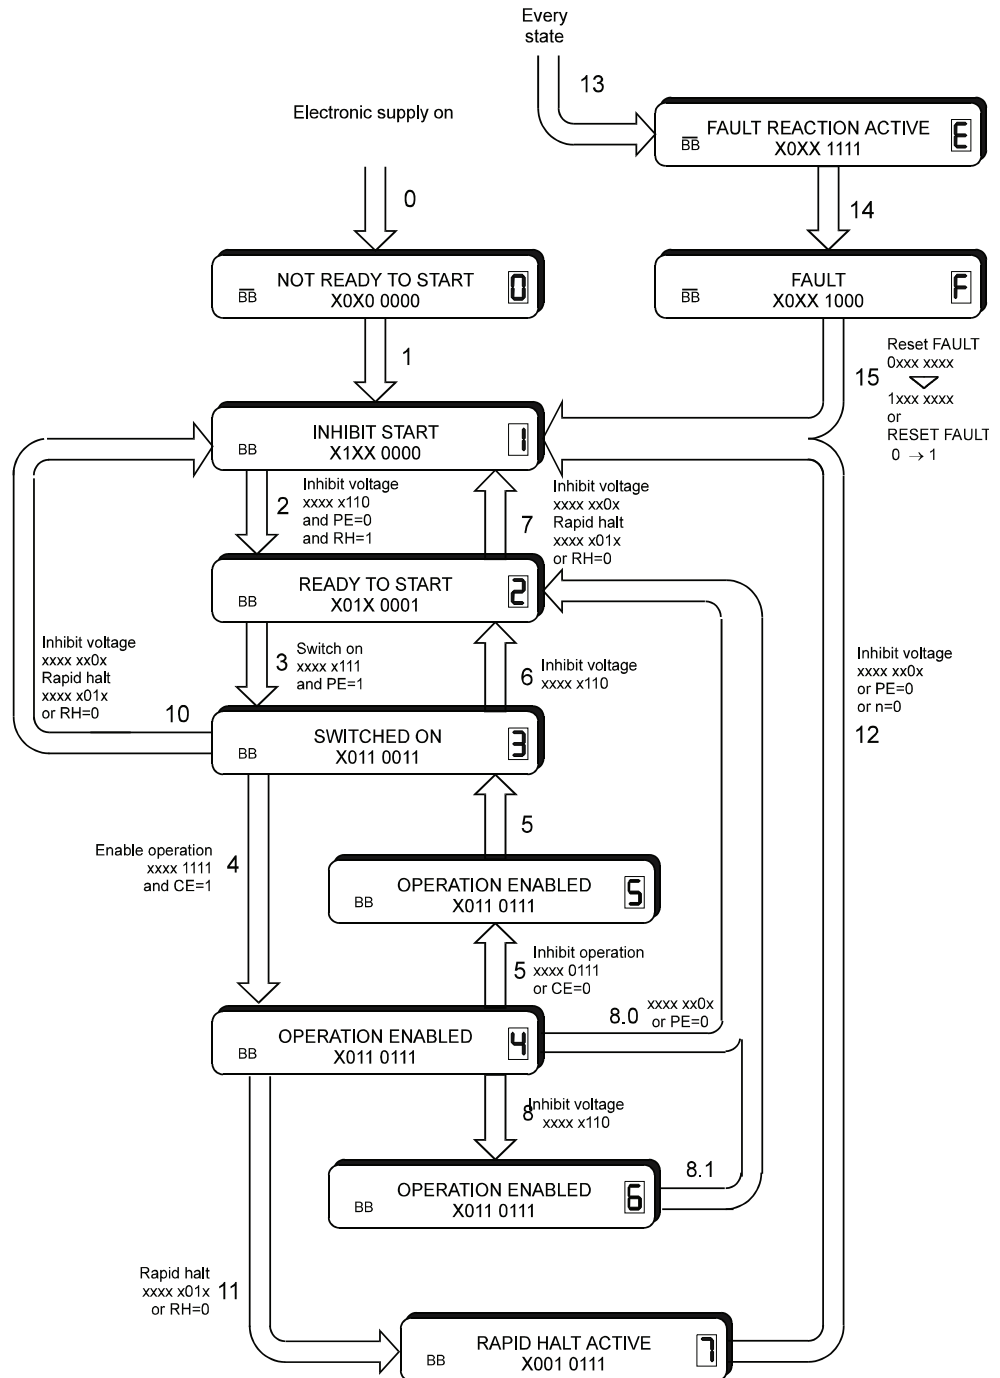 Every
state
13
Electronic supply on
FAULT REACTION ACTIVE
BB
X0XX 1111
E
0
14
NOT READY TO START
BB
X0X0 0000
0
FAULT
BB
X0XX 1000
F
1
Reset FAULT
0xxx xxxx
15
1xxx xxxx
or
RESET FAULT
0 → 1
INHIBIT START
BB
X1XX 0000
1
2
Inhibit voltage
xxxx x110
and PE=0
and RH=1
7
Inhibit voltage
xxxx xx0x
Rapid halt
xxxx x01x
or RH=0
READY TO START
BB
X01X 0001
2
Inhibit voltage
xxxx xx0x
Rapid halt
xxxx x01x
or RH=0
10
3
Switch on
xxxx x111
and PE=1
6
Inhibit voltage
xxxx x110
Inhibit voltage
xxxx xx0x
or PE=0
or n=0
12
SWITCHED ON
BB
X011 0011
3
5
Enable operation
xxxx 1111
and CE=1
4
OPERATION ENABLED
BB
X011 0111
5
5
Inhibit operation
xxxx 0111
or CE=0
8.0
xxxx xx0x
or PE=0
OPERATION ENABLED
BB
X011 0111
4
8
Inhibit voltage
xxxx x110
8.1
OPERATION ENABLED
BB
X011 0111
6
Rapid halt
xxxx x01x
or RH=0
11
RAPID HALT ACTIVE
BB
X001 0111
7